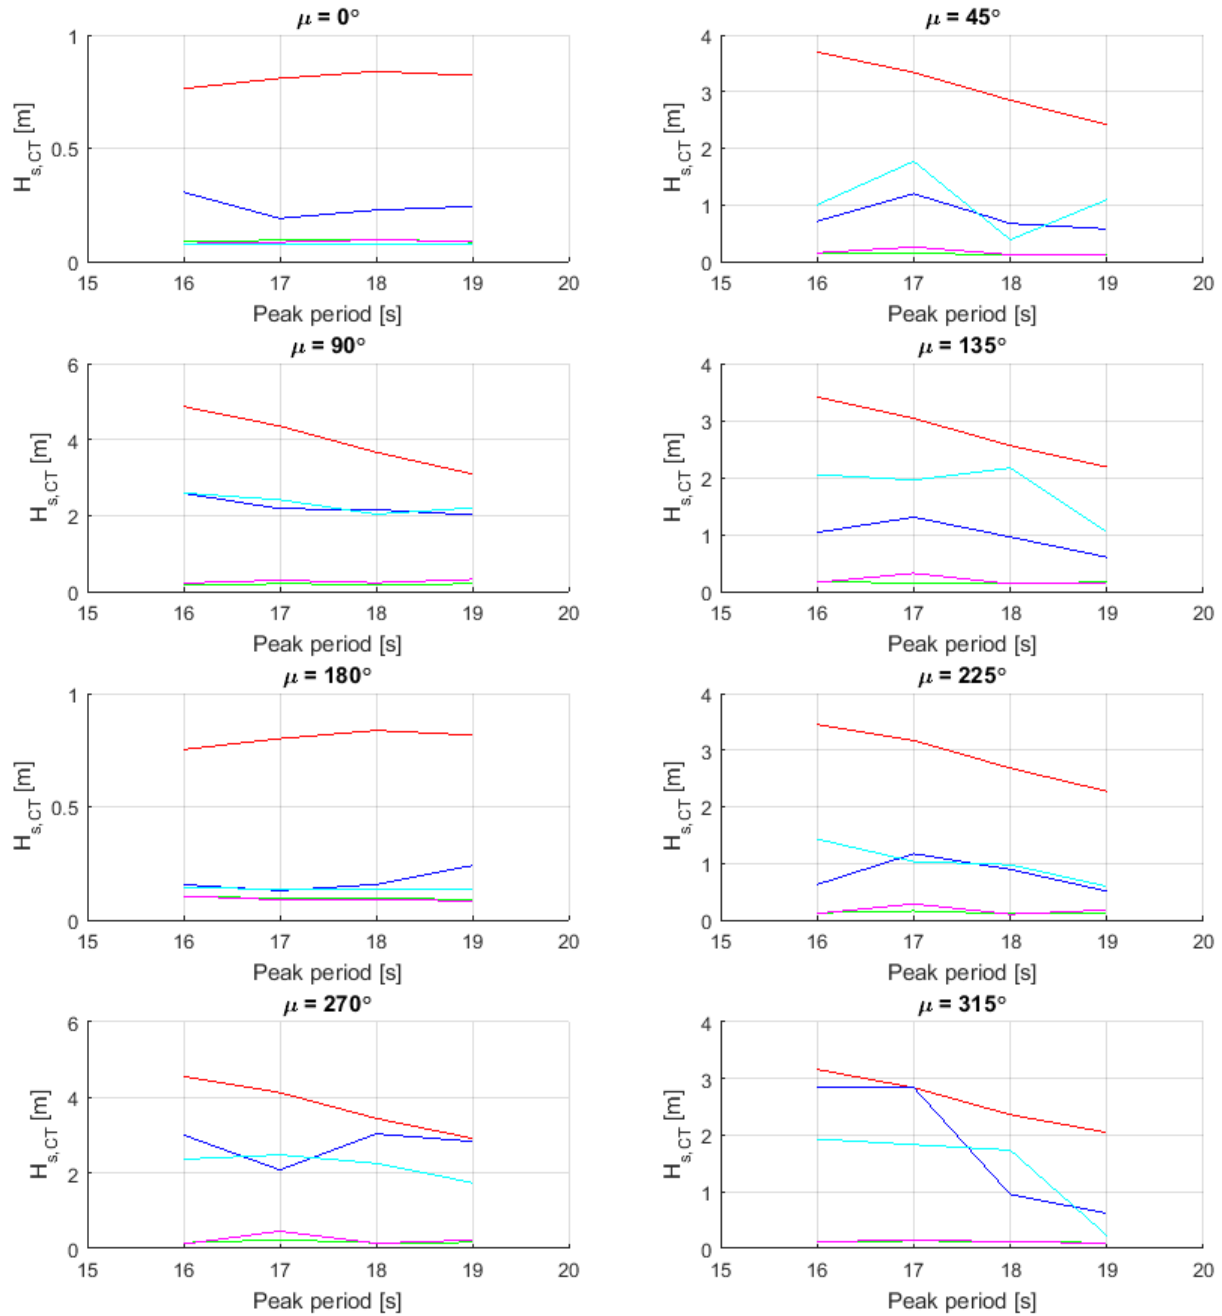 μ = 0°
1
0.5
0
H_s,CT [m]
15 16 17 18 19 20
Peak period [s]
μ = 45°
4
3
2
1
0
H_s,CT [m]
15 16 17 18 19 20
Peak period [s]
μ = 90°
6
4
2
0
H_s,CT [m]
15 16 17 18 19 20
Peak period [s]
μ = 135°
4
3
2
1
0
H_s,CT [m]
15 16 17 18 19 20
Peak period [s]
μ = 180°
1
0.5
0
H_s,CT [m]
15 16 17 18 19 20
Peak period [s]
μ = 225°
4
3
2
1
0
H_s,CT [m]
15 16 17 18 19 20
Peak period [s]
μ = 270°
6
4
2
0
H_s,CT [m]
15 16 17 18 19 20
Peak period [s]
μ = 315°
4
3
2
1
0
H_s,CT [m]
15 16 17 18 19 20
Peak period [s]